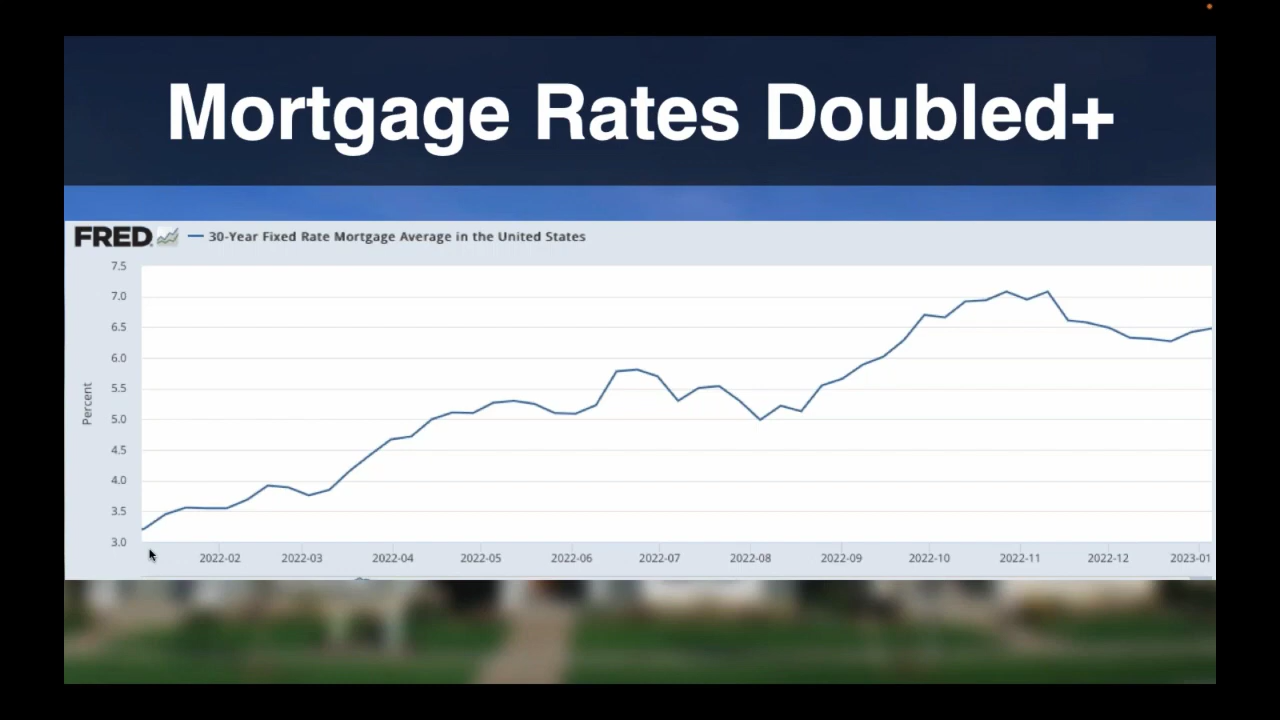 Mortgage Rates Doubled+
FRED 30-Year Fixed Rate Mortgage Average in the United States
7.5
7.0
6.5
6.0
5.5
5.0
4.5
4.0
3.5
3.0
Percent
2022-02 2022-03 2022-04 2022-05 2022-06 2022-07 2022-08 2022-09 2022-10 2022-11 2022-12 2023-01